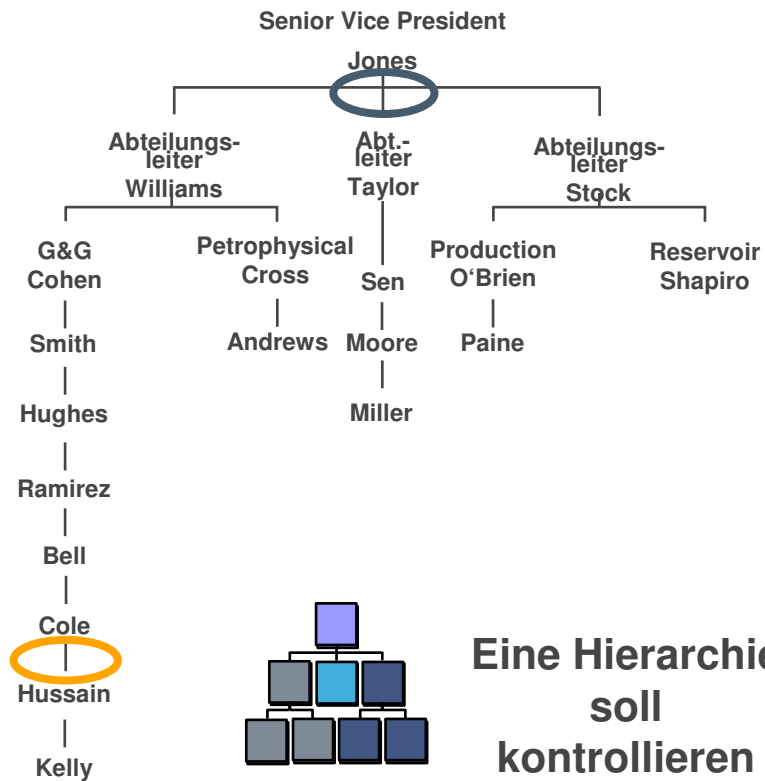 Senior Vice President
Jones
Abteilungs-
leiter
Williams
Abt.-
leiter
Taylor
Abteilungs-
leiter
Stock
G&G
Cohen
Petrophysical
Cross
Sen
Production
O‘Brien
Reservoir
Shapiro
Smith
Andrews
Moore
Paine
Hughes
Miller
Ramirez
Bell
Cole
Hussain
Kelly
Eine Hierarchie
soll
kontrollieren